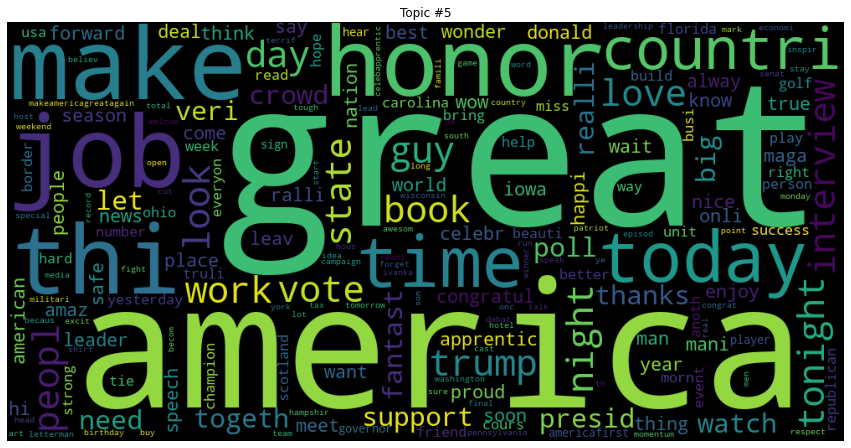 Topic #5
make
honor
countri
great
america
job
thi
time
today
day
love
interview
tonight
night
state
book
work
vote
trump
guy
look
let
veri
peopl
need
togeth
support
presid
watch
fantast
realli
big
poll
thanks
crowd
usa
forward
deal
think
say
hope
read
terrif
believ
hear
best
wonder
donald
leadership
florida
mark
economi
inspir
stay
senat
build
alway
golf
know
true
busi
miss
bring
wow
carolina
country
game
word
famili
celebapprentic
nation
makeamericagreatagain
total
season
host
weekend
tough
lead
come
week
everyon
sign
south
help
iowa
way
long
wisconsin
wait
happi
maga
play
right
person
monday
nice
onli
border
open
cut
welcom
people
special
record
news
ohio
number
ralli
start
world
patriot
success
unit
point
episod
celebr
beauti
run
ye
hard
media
fight
place
truli
leav
idea
campaign
hous
awesom
forget
ivanka
speak
winner
better
enjoy
american
militari
safe
amaz
yesterday
congratul
talk
onc
anoth
real
congrat
player
becaus
excit
leader
york
lot
tax
tomorrow
son
debat
hotel
apprentic
man
mani
year
morn
event
men
republican
strong
shirt
becom
tie
champion
scotland
want
washington
cast
sure
proud
th
hi
head
speech
hampshir
meet
governor
final
soon
cours
thing
americafirst
momentum
respect
art
letterman
birthday
buy
team
friend
pennsylvania